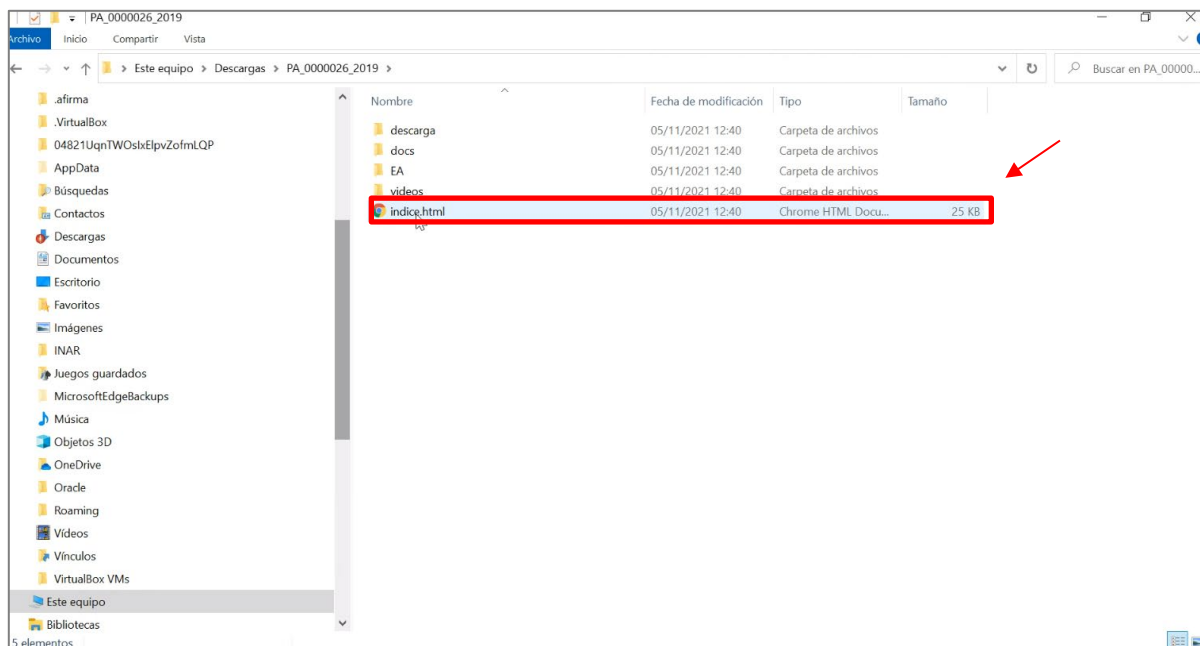 PA_0000026_2019
Archivo Inicio Compartir Vista
Este equipo > Descargas > PA_0000026_2019 >
Buscar en PA_00000...
Nombre Fecha de modificación Tipo Tamaño
.afirma
.VirtualBox
04821UqnTWOsIxElpvZofmLQP
AppData
Búsquedas
Contactos
Descargas
Documentos
Escritorio
Favoritos
Imágenes
INAR
Juegos guardados
MicrosoftEdgeBackups
Música
Objetos 3D
OneDrive
Oracle
Roaming
Vídeos
Vínculos
VirtualBox VMs
Este equipo
Bibliotecas
descarga 05/11/2021 12:40 Carpeta de archivos
docs 05/11/2021 12:40 Carpeta de archivos
EA 05/11/2021 12:40 Carpeta de archivos
videos 05/11/2021 12:40 Carpeta de archivos
indice.html 05/11/2021 12:40 Chrome HTML Docu... 25 KB
5 elementos